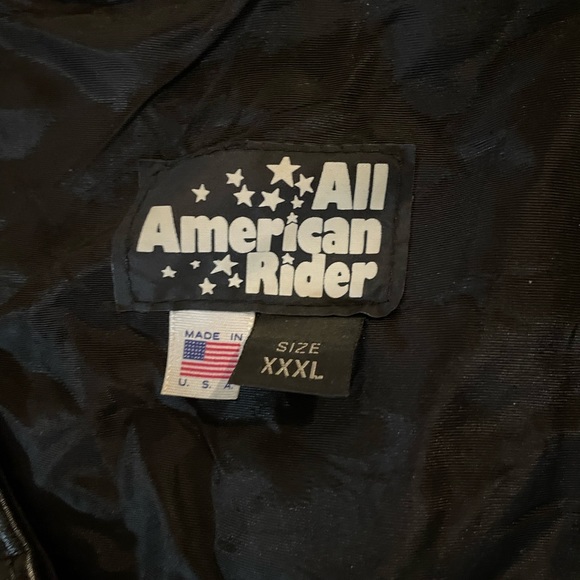 All
American
Rider
MADE IN
U. S. A.
SIZE
XXXL